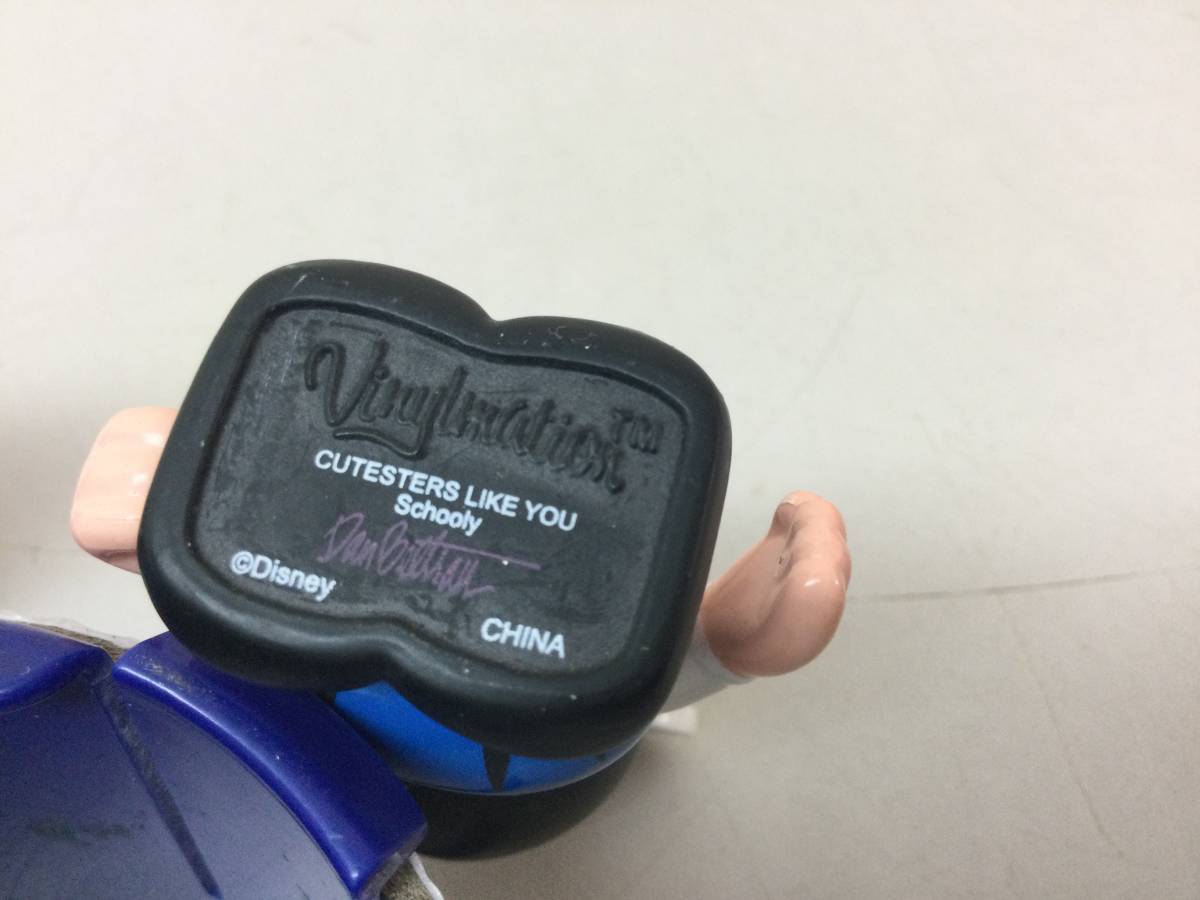 Vinylmation™
CUTESTERS LIKE YOU
Schooly
©Disney
CHINA